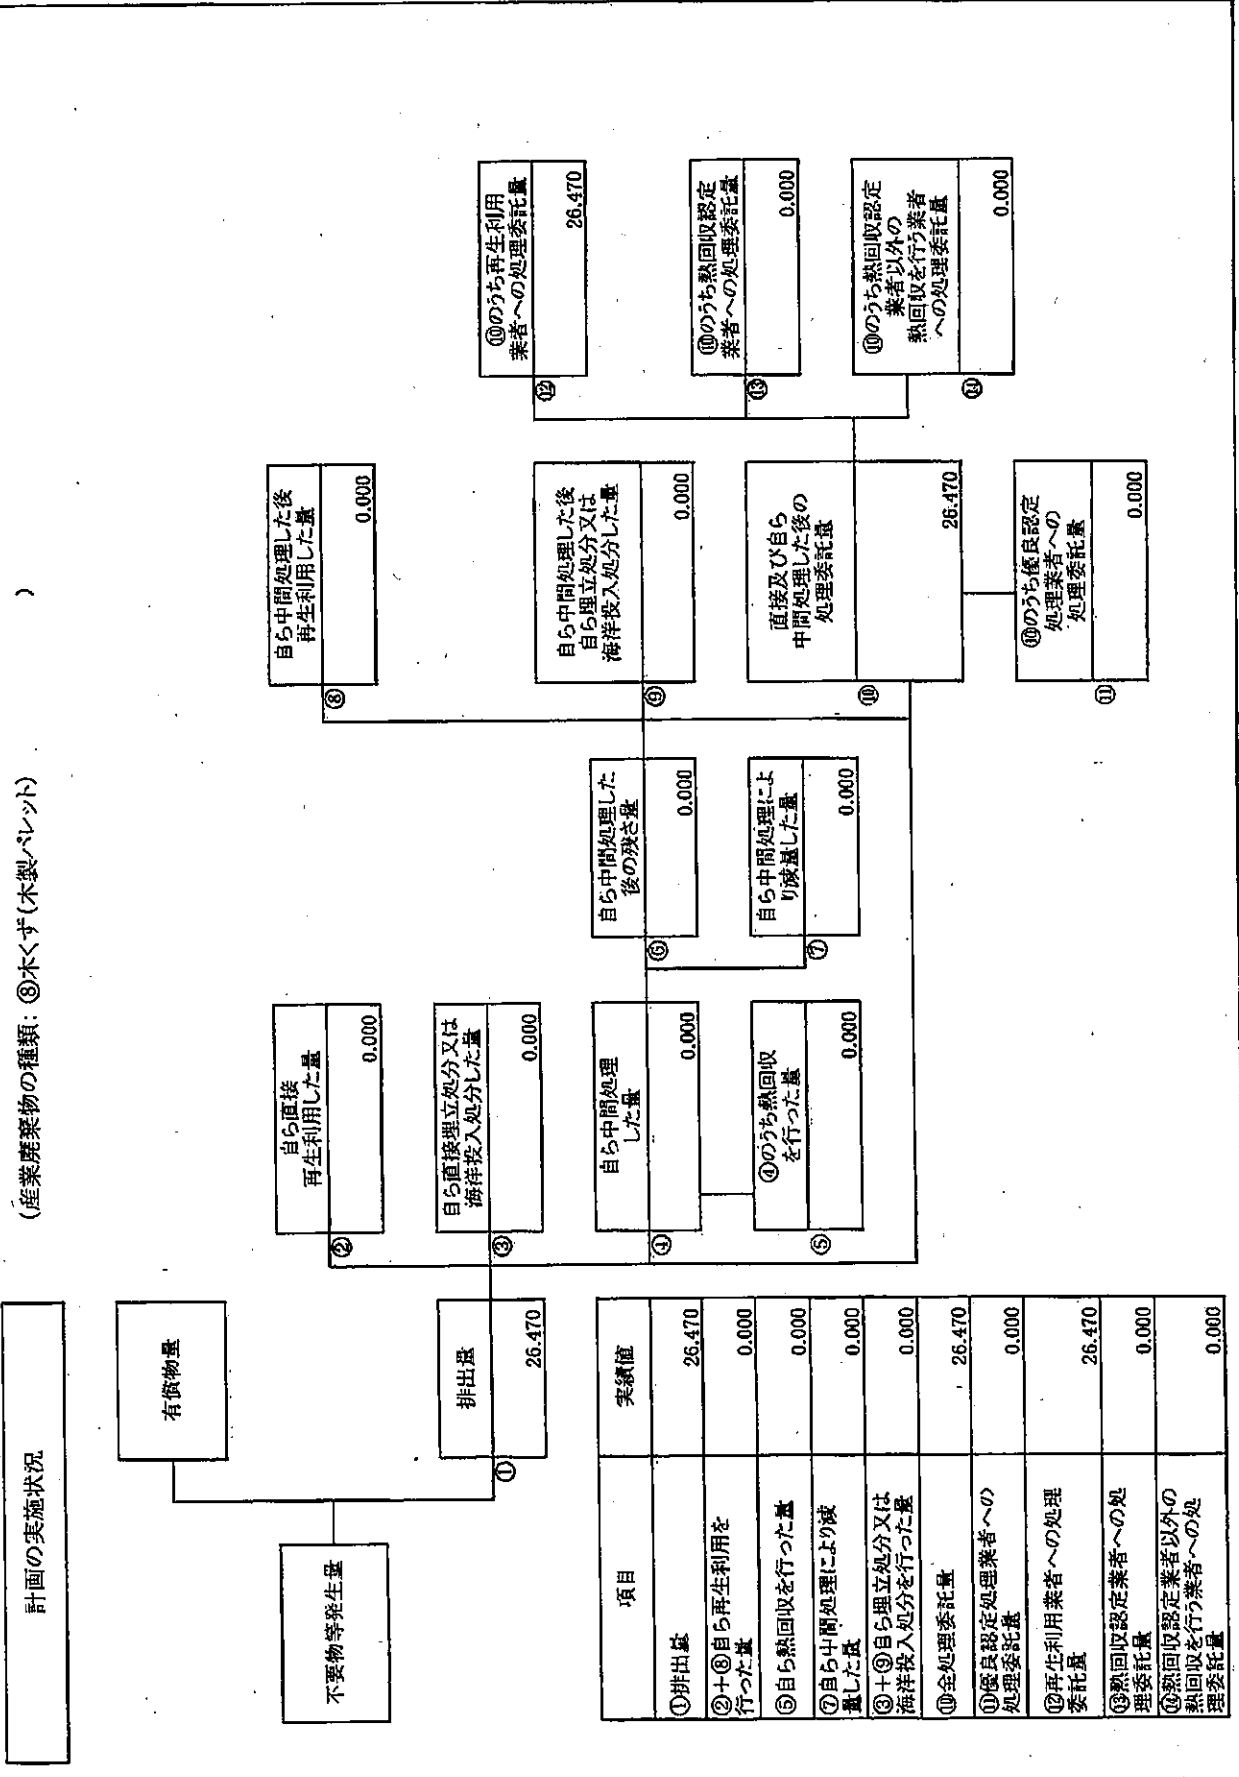 計画の実施状況
(産業廃棄物の種類：⑧木くず(木製パレット)
)
不要物等発生量
有償物量
①
排出量
26.470
②
自ら直接
再生利用した量
0.000
③
自ら直接埋立処分又は
海洋投入処分した量
0.000
④
自ら中間処理
した量
0.000
⑤
④のうち熱回収
を行った量
0.000
⑥
自ら中間処理した
後の残さ量
0.000
⑦
自ら中間処理によ
り減量した量
0.000
⑧
自ら中間処理した後
再生利用した量
0.000
⑨
自ら中間処理した後
自ら埋立処分又は
海洋投入処分した量
0.000
⑩
直接及び自ら
中間処理した後の
処理委託量
26.470
⑪
⑩のうち優良認定
処理業者への
処理委託量
0.000
⑫
⑩のうち再生利用
業者への処理委託量
26.470
⑬
⑩のうち熱回収認定
業者への処理委託量
0.000
⑭
⑩のうち熱回収認定
業者以外の
熱回収を行う業者
への処理委託量
0.000
項目 実績値
①排出量 26.470
②＋⑧自ら再生利用を
行った量 0.000
⑤自ら熱回収を行った量 0.000
⑦自ら中間処理により減
量した量 0.000
③＋⑨自ら埋立処分又は
海洋投入処分を行った量 0.000
⑩全処理委託量 26.470
⑪優良認定処理業者への
処理委託量 0.000
⑫再生利用業者への処理
委託量 26.470
⑬熱回収認定業者への処
理委託量 0.000
⑭熱回収認定業者以外の
熱回収を行う業者への処
理委託量 0.000